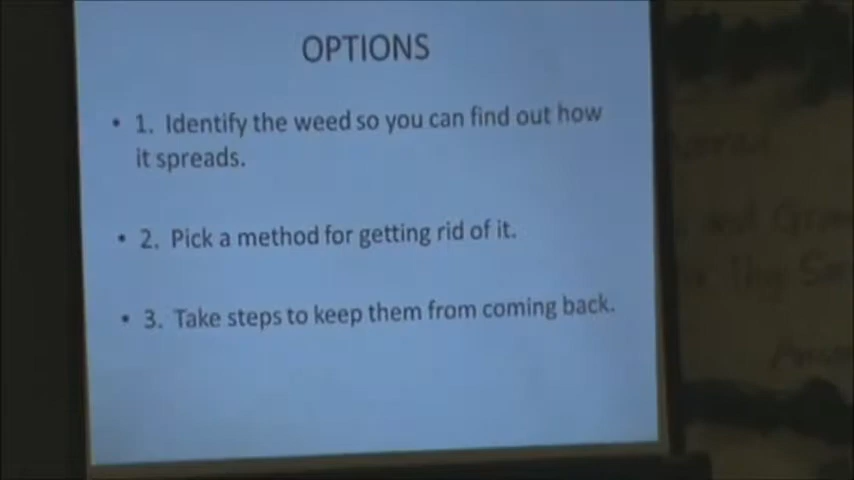 OPTIONS
• 1. Identify the weed so you can find out how
it spreads.
• 2. Pick a method for getting rid of it.
• 3. Take steps to keep them from coming back.